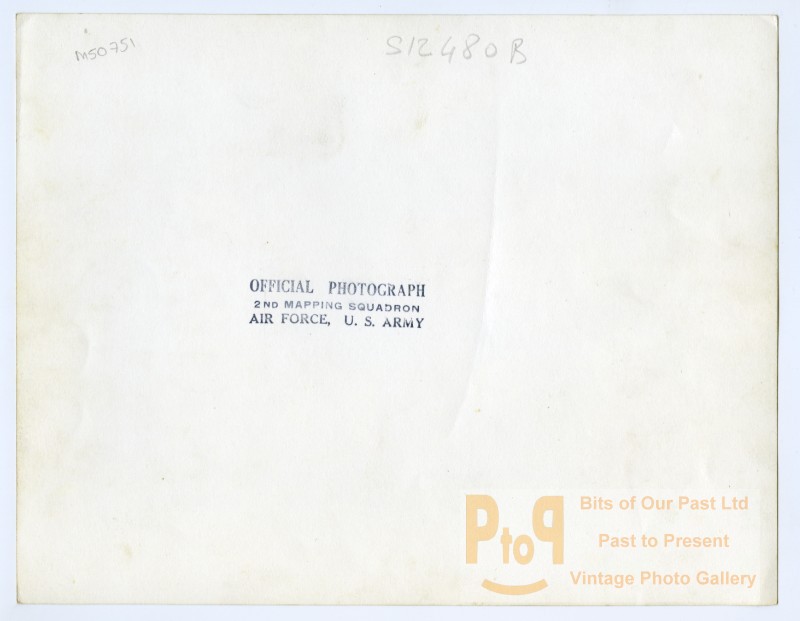 M50751
S12480B
OFFICIAL PHOTOGRAPH
2ND MAPPING SQUADRON
AIR FORCE, U. S. ARMY
PtoP
Bits of Our Past Ltd
Past to Present
Vintage Photo Gallery